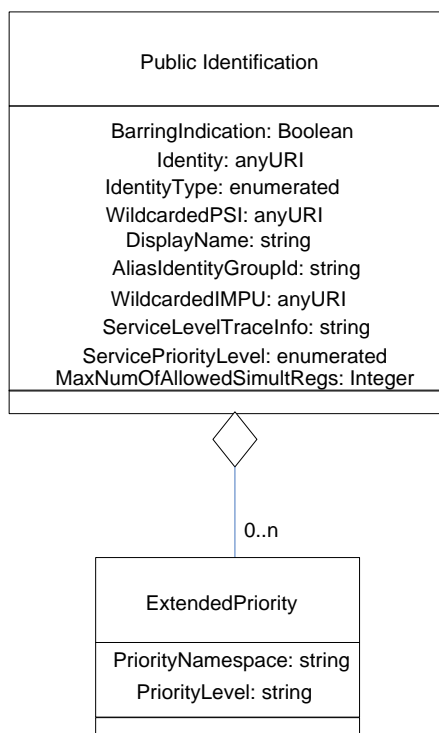 Public Identification
BarringIndication: Boolean
Identity: anyURI
IdentityType: enumerated
WildcardedPSI: anyURI
DisplayName: string
AliasIdentityGroupId: string
WildcardedIMPU: anyURI
ServiceLevelTraceInfo: string
ServicePriorityLevel: enumerated
MaxNumOfAllowedSimultRegs: Integer
0..n
ExtendedPriority
PriorityNamespace: string
PriorityLevel: string